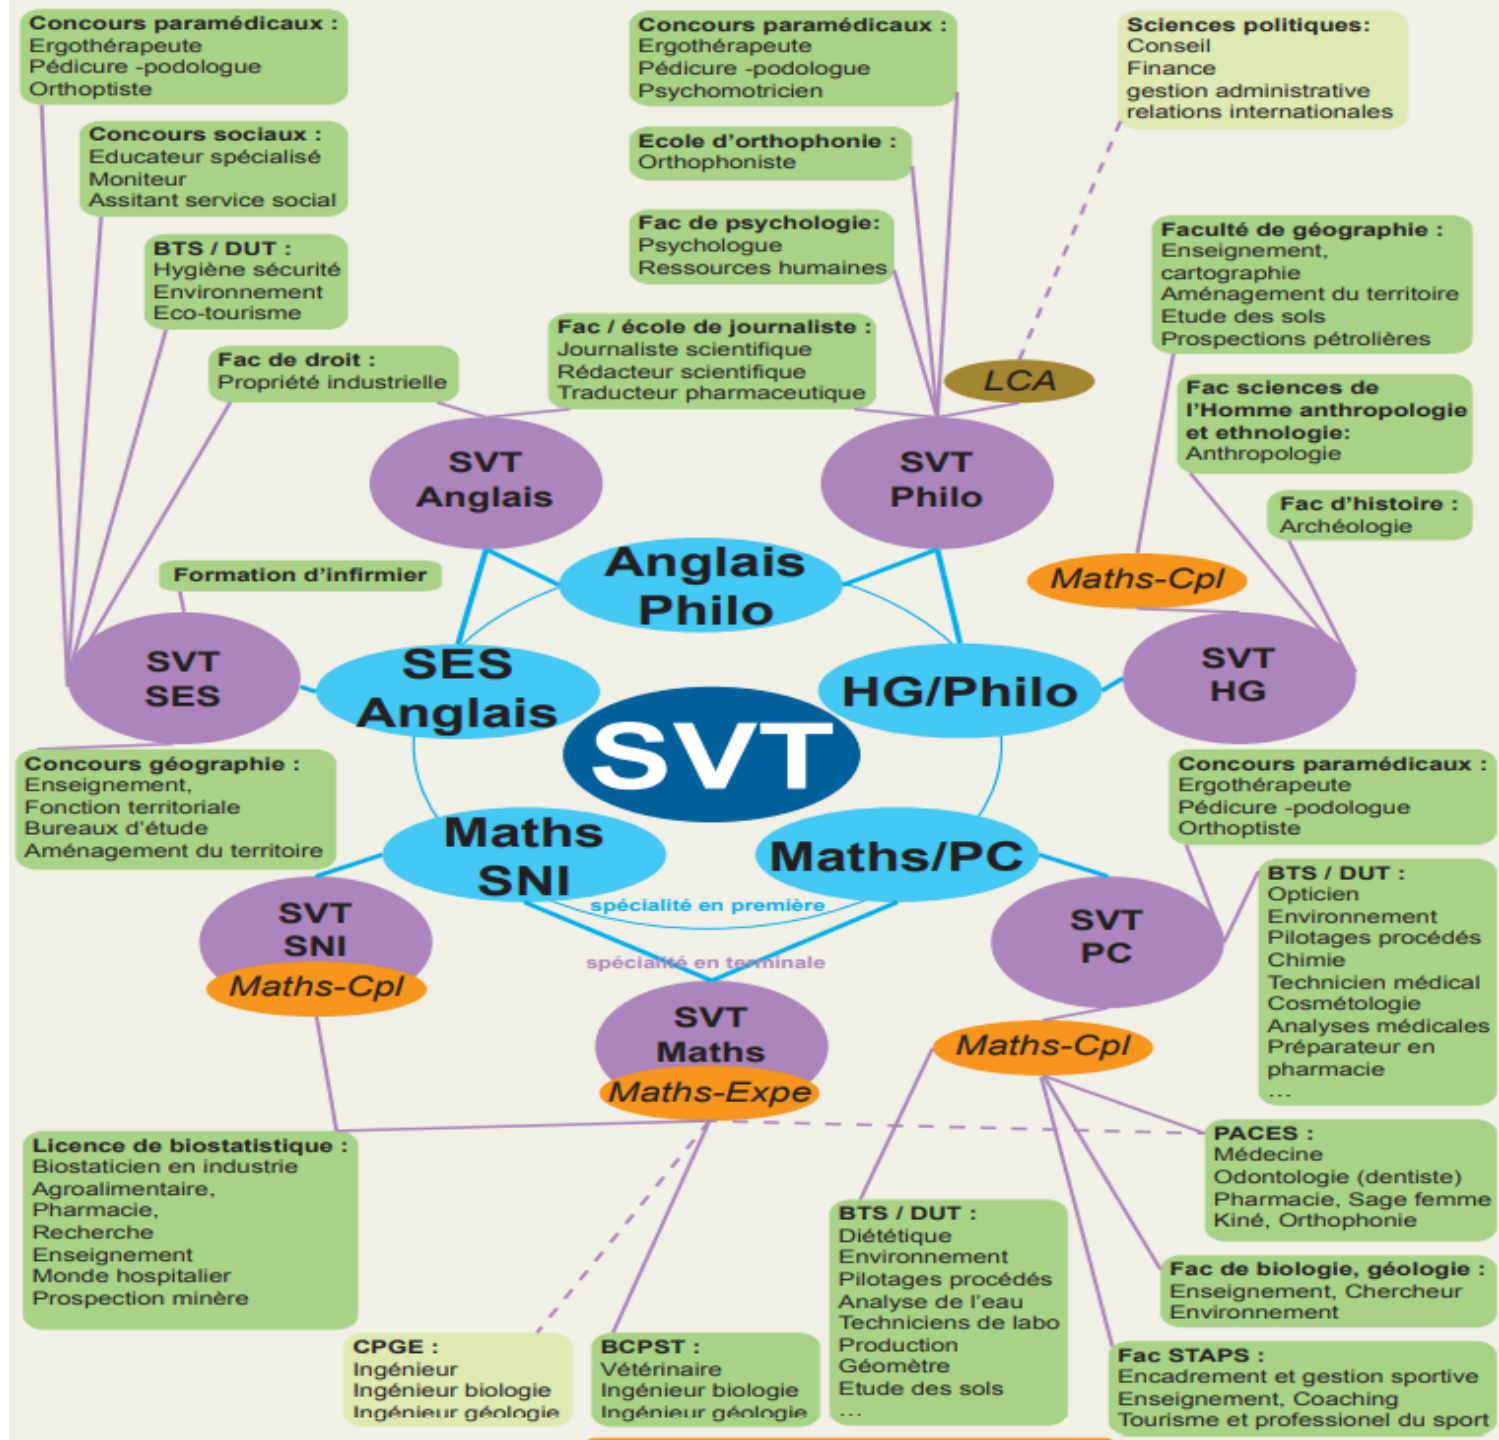 Concours paramédicaux :
Ergothérapeute
Pédicure -podologue
Orthoptiste
Concours sociaux :
Educateur spécialisé
Moniteur
Assitant service social
BTS / DUT :
Hygiène sécurité
Environnement
Eco-tourisme
Fac de droit :
Propriété industrielle
Concours paramédicaux :
Ergothérapeute
Pédicure -podologue
Psychomotricien
Ecole d'orthophonie :
Orthophoniste
Fac de psychologie:
Psychologue
Ressources humaines
Fac / école de journaliste :
Journaliste scientifique
Rédacteur scientifique
Traducteur pharmaceutique
Sciences politiques:
Conseil
Finance
gestion administrative
relations internationales
LCA
Faculté de géographie :
Enseignement,
cartographie
Aménagement du territoire
Etude des sols
Prospections pétrolières
Fac sciences de
l'Homme anthropologie
et ethnologie:
Anthropologie
Fac d'histoire :
Archéologie
SVT
Anglais
SVT
Philo
Anglais
Philo
Maths-Cpl
Formation d'infirmier
SVT
SES
SES
Anglais
HG/Philo
SVT
HG
SVT
Concours géographie :
Enseignement,
Fonction territoriale
Bureaux d'étude
Aménagement du territoire
Maths
SNI
Maths/PC
Concours paramédicaux :
Ergothérapeute
Pédicure -podologue
Orthoptiste
spécialité en première
spécialité en terminale
SVT
SNI
Maths-Cpl
SVT
Maths
Maths-Expe
SVT
PC
Maths-Cpl
BTS / DUT :
Opticien
Environnement
Pilotages procédés
Chimie
Technicien médical
Cosmétologie
Analyses médicales
Préparateur en
pharmacie
...
Licence de biostatistique :
Biostaticien en industrie
Agroalimentaire,
Pharmacie,
Recherche
Enseignement
Monde hospitalier
Prospection minère
CPGE :
Ingénieur
Ingénieur biologie
Ingénieur géologie
BCPST :
Vétérinaire
Ingénieur biologie
Ingénieur géologie
BTS / DUT :
Diététique
Environnement
Pilotages procédés
Analyse de l'eau
Techniciens de labo
Production
Géomètre
Etude des sols
...
PACES :
Médecine
Odontologie (dentiste)
Pharmacie, Sage femme
Kiné, Orthophonie
Fac de biologie, géologie :
Enseignement, Chercheur
Environnement
Fac STAPS :
Encadrement et gestion sportive
Enseignement, Coaching
Tourisme et professionel du sport